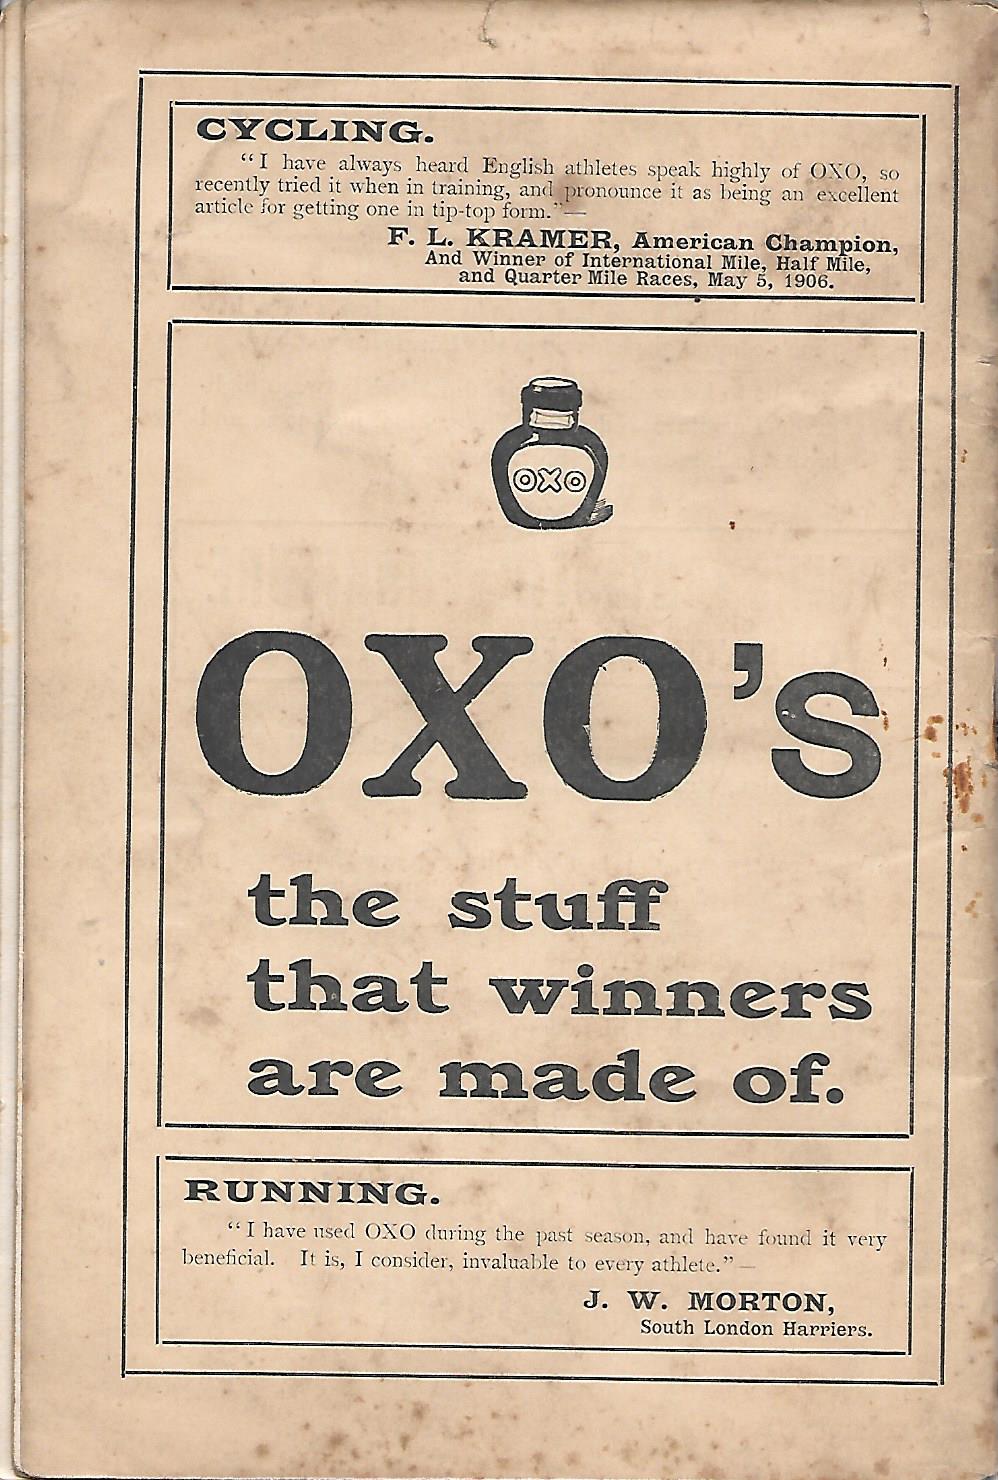 CYCLING.
"I have always heard English athletes speak highly of OXO, so
recently tried it when in training, and pronounce it as being an excellent
article for getting one in tip-top form."—
F. L. KRAMER, American Champion,
And Winner of International Mile, Half Mile,
and Quarter Mile Races, May 5, 1906.
OXO
OXO's
the stuff
that winners
are made of.
RUNNING.
"I have used OXO during the past season, and have found it very
beneficial. It is, I consider, invaluable to every athlete."—
J. W. MORTON,
South London Harriers.